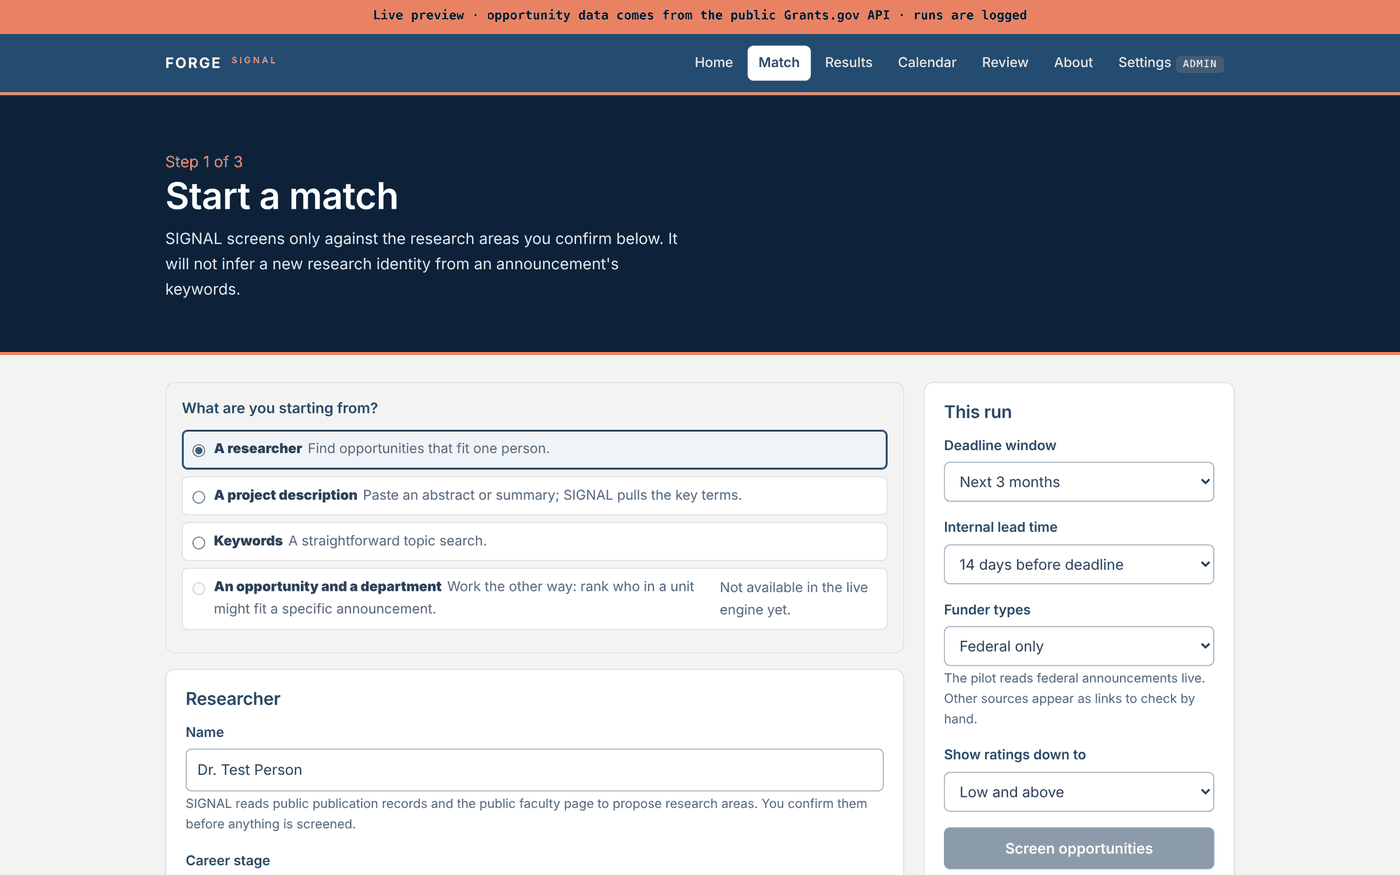 Live preview · opportunity data comes from the public Grants.gov API · runs are logged
FORGE SIGNAL
Home
Match
Results
Calendar
Review
About
Settings ADMIN
Step 1 of 3
Start a match
SIGNAL screens only against the research areas you confirm below. It
will not infer a new research identity from an announcement's
keywords.
What are you starting from?
A researcher Find opportunities that fit one person.
A project description Paste an abstract or summary; SIGNAL pulls the key terms.
Keywords A straightforward topic search.
An opportunity and a department Work the other way: rank who in a unit
might fit a specific announcement.
Not available in the live
engine yet.
Researcher
Name
Dr. Test Person
SIGNAL reads public publication records and the public faculty page to propose research areas. You confirm them
before anything is screened.
Career stage
This run
Deadline window
Next 3 months
Internal lead time
14 days before deadline
Funder types
Federal only
The pilot reads federal announcements live.
Other sources appear as links to check by
hand.
Show ratings down to
Low and above
Screen opportunities